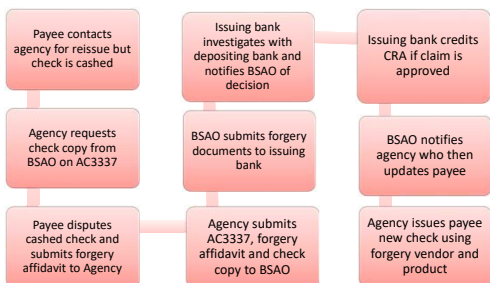 Payee contacts
agency for reissue but
check is cashed
Agency requests
check copy from
BSAO on AC3337
Payee disputes
cashed check and
submits forgery
affidavit to Agency
Agency submits
AC3337, forgery
affidavit and check
copy to BSAO
BSAO submits forgery
documents to issuing
bank
Issuing bank
investigates with
depositing bank and
notifies BSAO of
decision
Issuing bank credits
CRA if claim is
approved
BSAO notifies
agency who then
updates payee
Agency issues payee
new check using
forgery vendor and
product